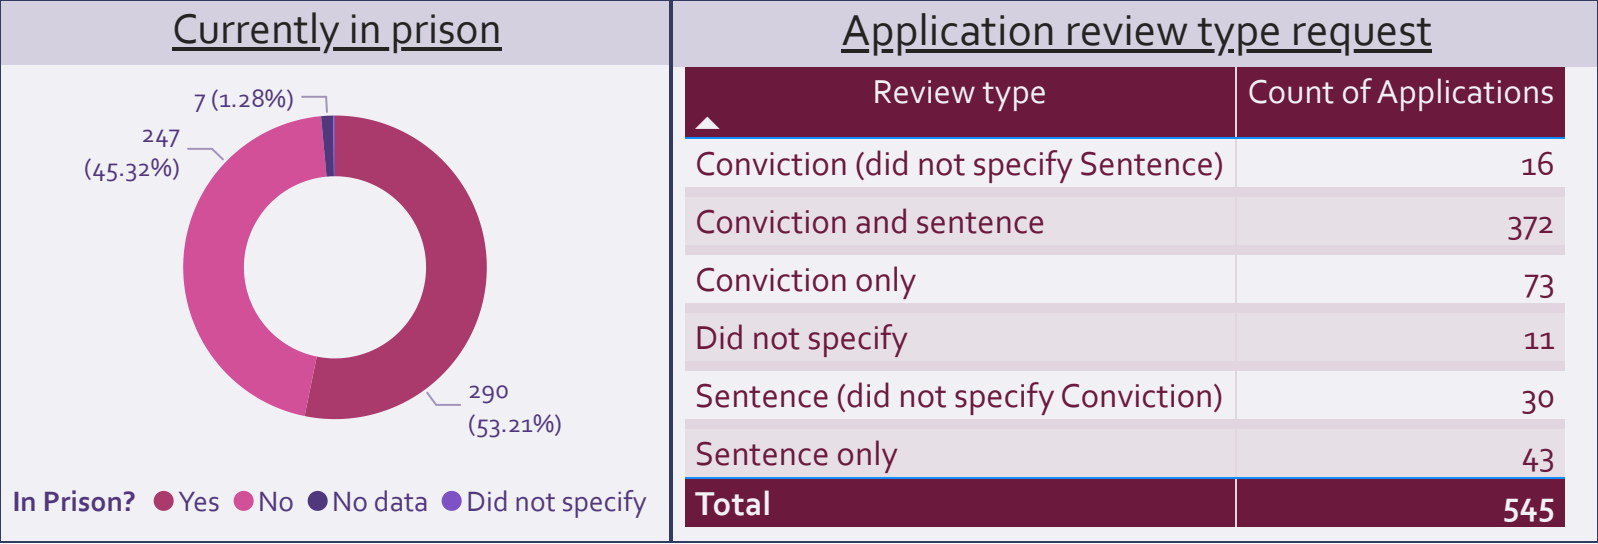 Currently in prison
7 (1.28%)
247
(45.32%)
290
(53.21%)
In Prison? Yes No No data Did not specify
Application review type request
Review type Count of Applications
Conviction (did not specify Sentence) 16
Conviction and sentence 372
Conviction only 73
Did not specify 11
Sentence (did not specify Conviction) 30
Sentence only 43
Total 545